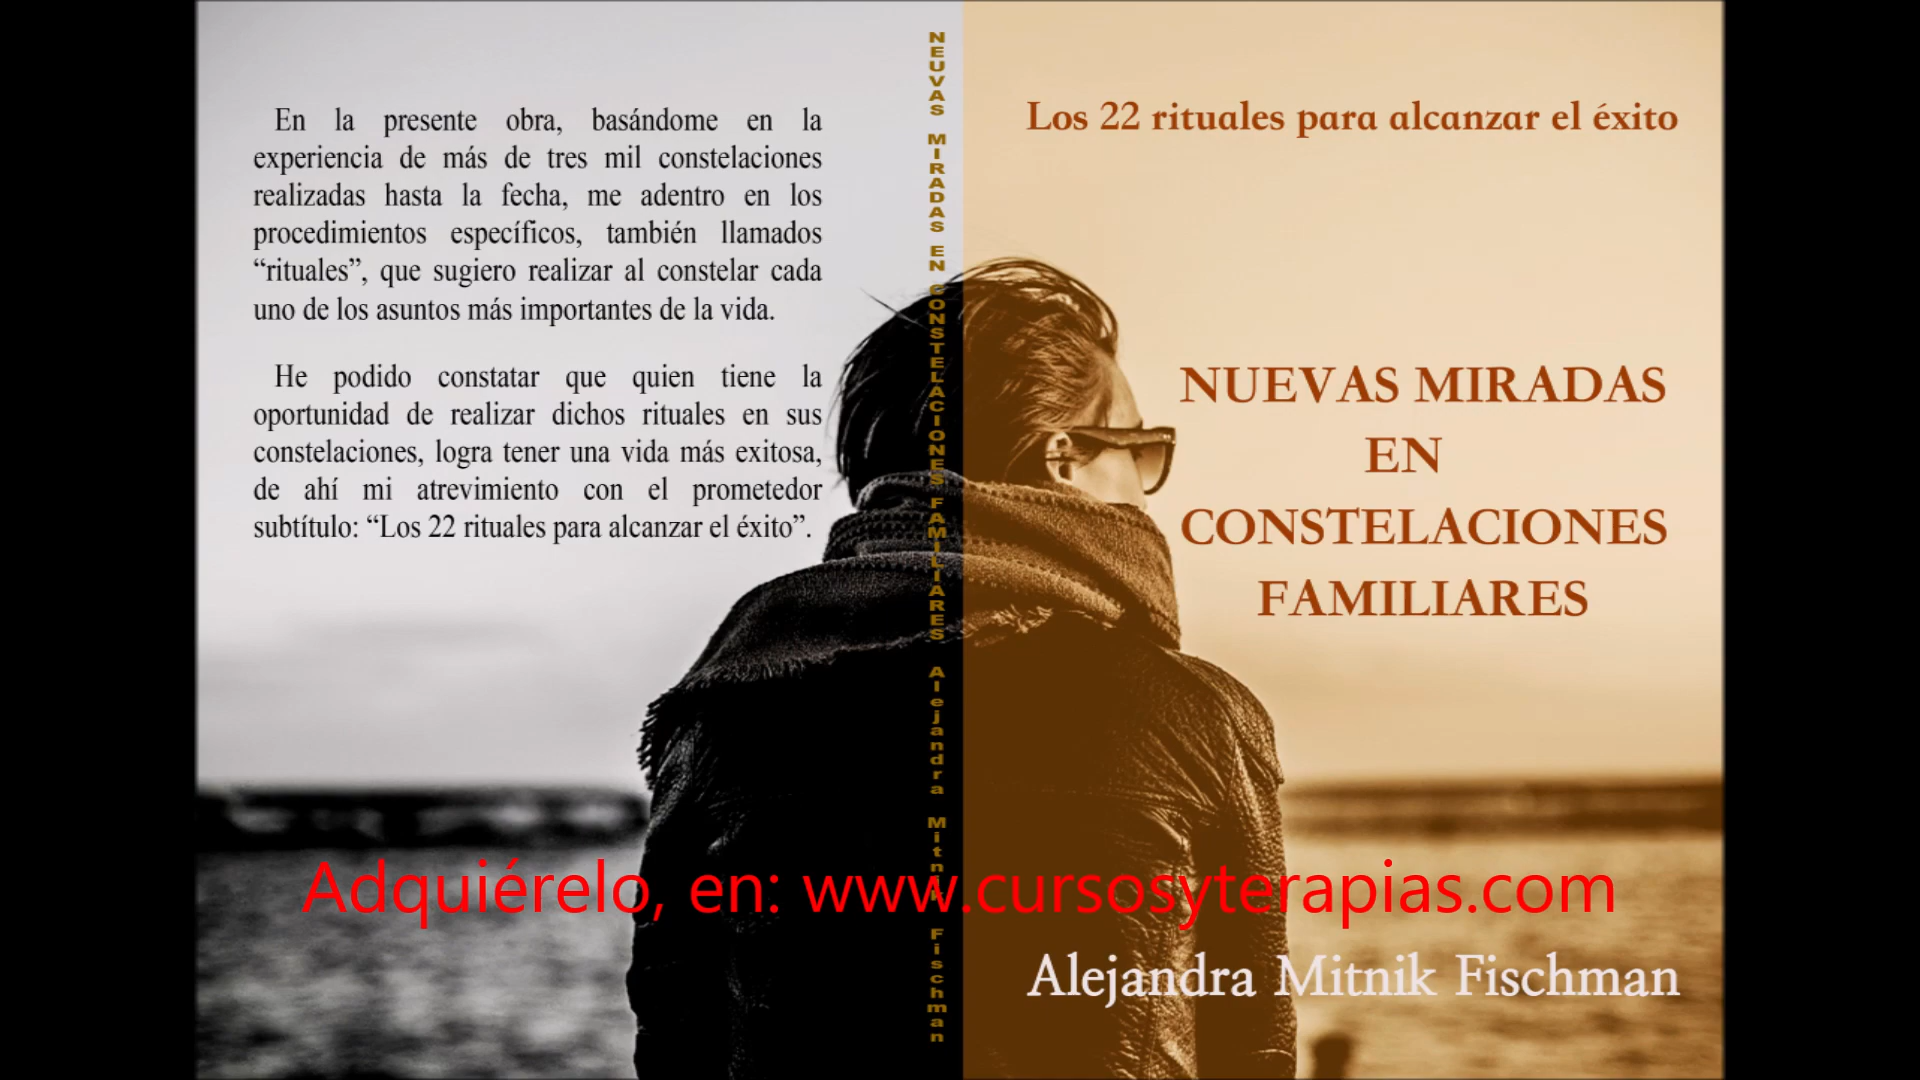 En la presente obra, basándome en la
experiencia de más de tres mil constelaciones
realizadas hasta la fecha, me adentro en los
procedimientos específicos, también llamados
“rituales”, que sugiero realizar al constelar cada
uno de los asuntos más importantes de la vida.
He podido constatar que quien tiene la
oportunidad de realizar dichos rituales en sus
constelaciones, logra tener una vida más exitosa,
de ahí mi atrevimiento con el prometedor
subtítulo: “Los 22 rituales para alcanzar el éxito”.
NEUVAS MIRADAS EN CONSTELACIONES FAMILIARES Alejandra Mitnik Fischman
Los 22 rituales para alcanzar el éxito
NUEVAS MIRADAS
EN
CONSTELACIONES
FAMILIARES
Adquiérelo, en: www.cursosyterapias.com
Alejandra Mitnik Fischman